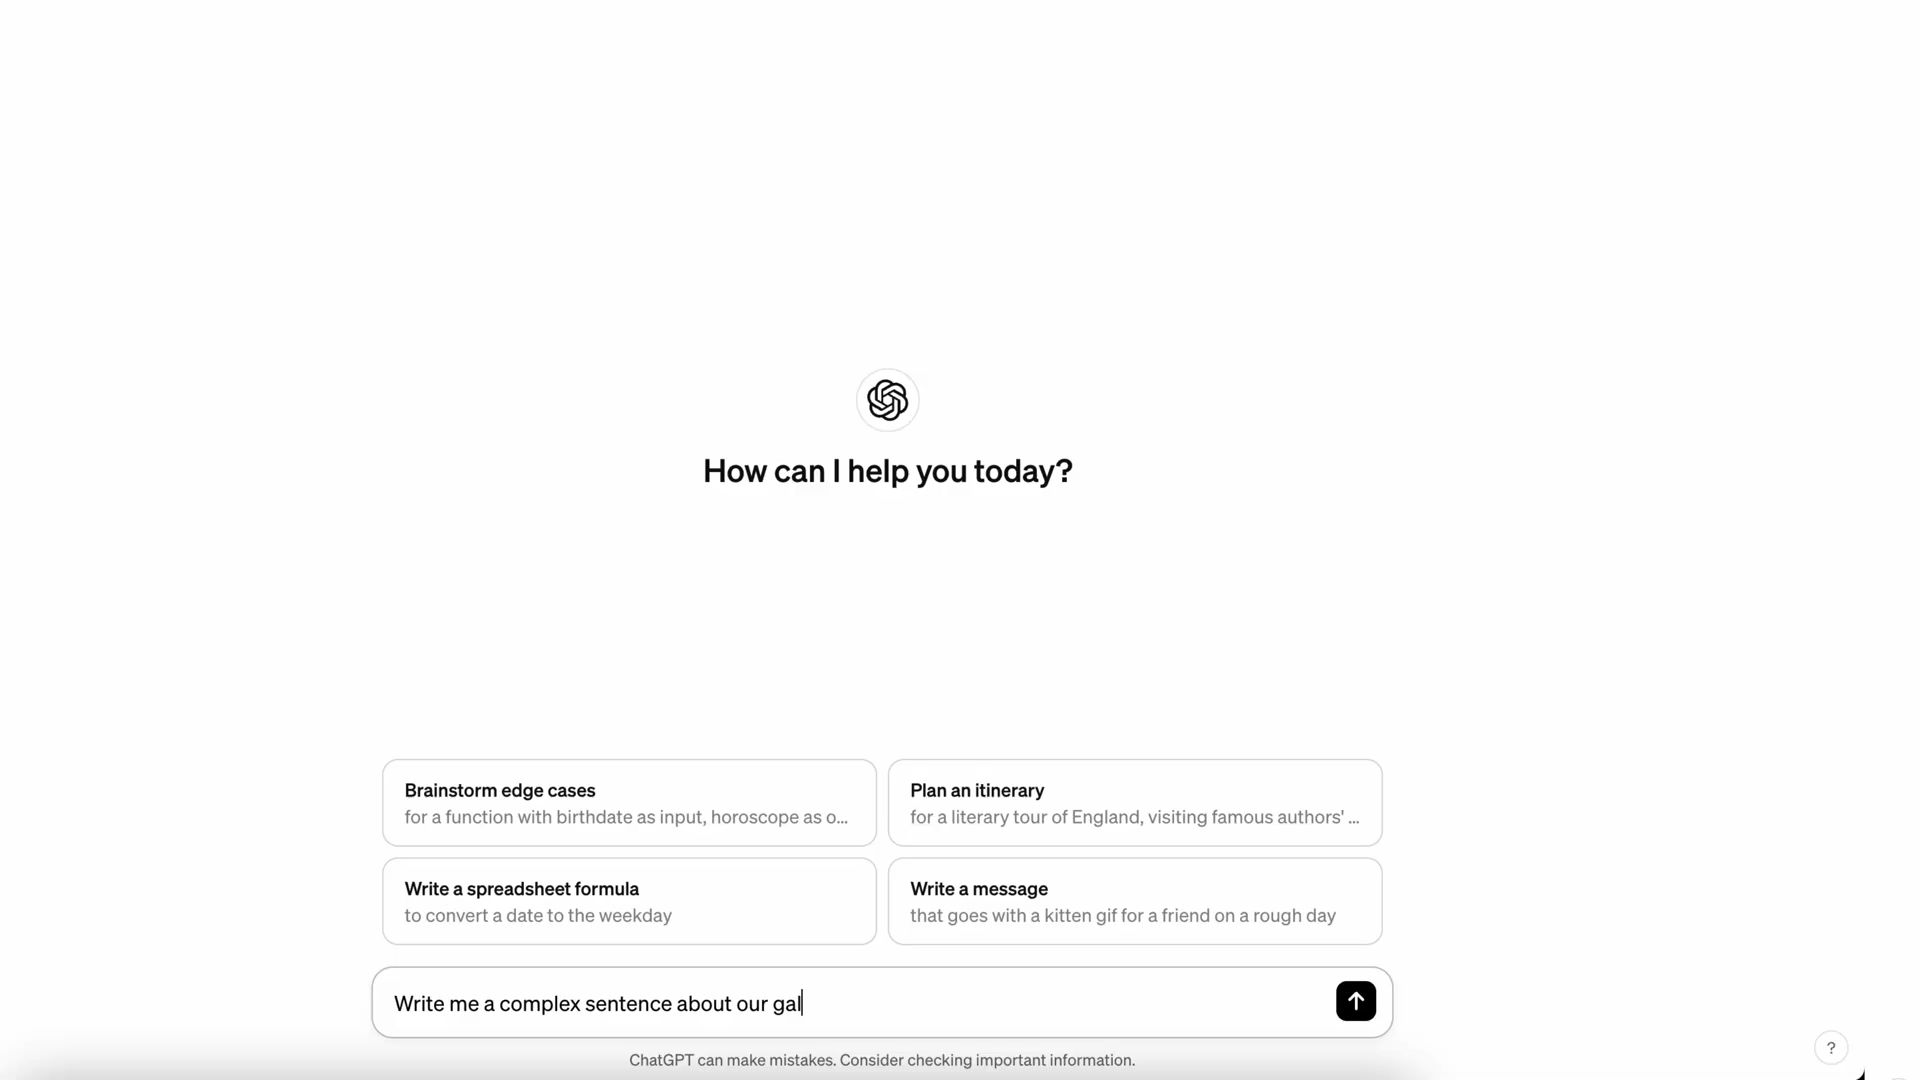 How can I help you today?
Brainstorm edge cases
for a function with birthdate as input, horoscope as o...
Plan an itinerary
for a literary tour of England, visiting famous authors' ...
Write a spreadsheet formula
to convert a date to the weekday
Write a message
that goes with a kitten gif for a friend on a rough day
Write me a complex sentence about our gal
ChatGPT can make mistakes. Consider checking important information.
?